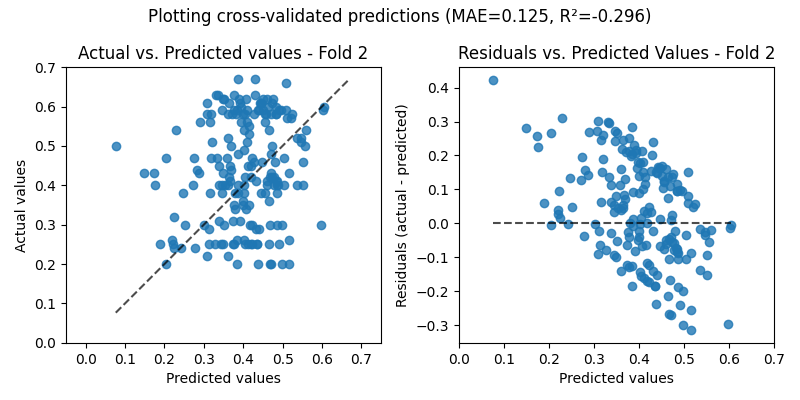 Plotting cross-validated predictions (MAE=0.125, R²=-0.296)
Actual vs. Predicted values - Fold 2
Actual values
0.7
0.6
0.5
0.4
0.3
0.2
0.1
0.0
0.0 0.1 0.2 0.3 0.4 0.5 0.6 0.7
Predicted values
Residuals vs. Predicted Values - Fold 2
Residuals (actual - predicted)
0.4
0.3
0.2
0.1
0.0
−0.1
−0.2
−0.3
0.0 0.1 0.2 0.3 0.4 0.5 0.6 0.7
Predicted values